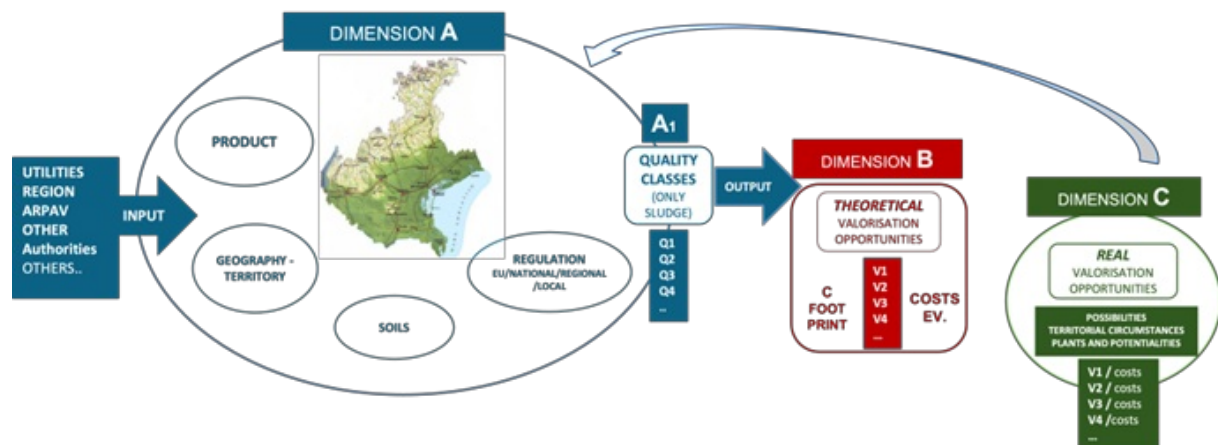 DIMENSION A
UTILITIES
REGION
ARPAV
OTHER
Authorities
OTHERS..
INPUT
PRODUCT
GEOGRAPHY -
TERRITORY
SOILS
REGULATION
EU/NATIONAL/REGIONAL
/LOCAL
A1
QUALITY
CLASSES
(ONLY
SLUDGE)
Q1
Q2
Q3
Q4
...
OUTPUT
DIMENSION B
THEORETICAL
VALORISATION
OPPORTUNITIES
C
FOOT
PRINT
V1
V2
V3
V4
...
COSTS
EV.
DIMENSION C
REAL
VALORISATION
OPPORTUNITIES
POSSIBILITIES
TERRITORIAL CIRCUMSTANCES
PLANTS AND POTENTIALITIES
V1 / costs
V2 / costs
V3 / costs
V4 /costs
...